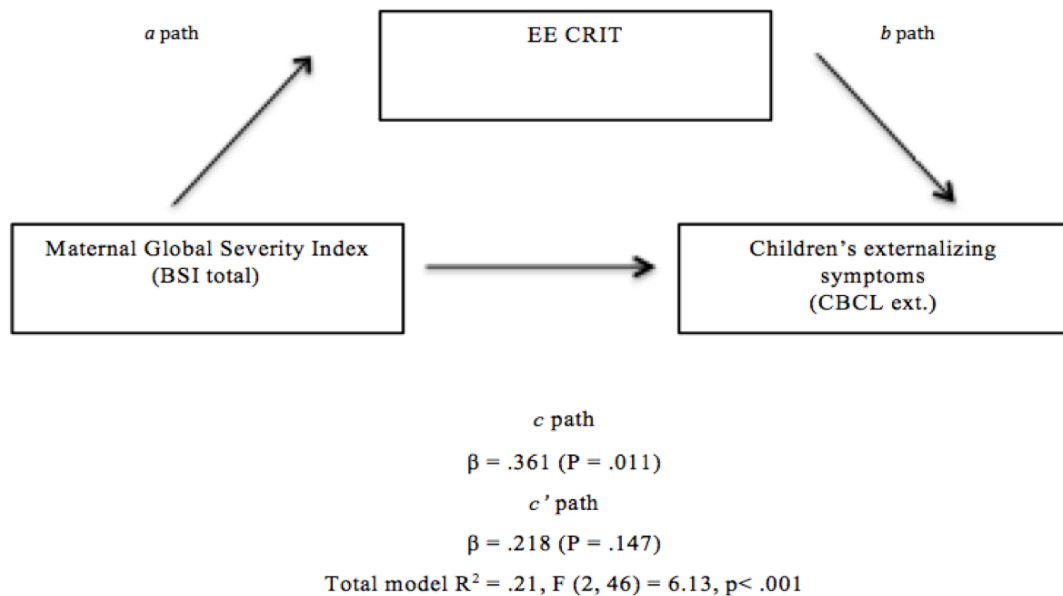 a path
EE CRIT
b path
Maternal Global Severity Index
(BSI total)
Children's externalizing
symptoms
(CBCL ext.)
c path
β = .361 (P = .011)
c' path
β = .218 (P = .147)
Total model R² = .21, F (2, 46) = 6.13, p< .001